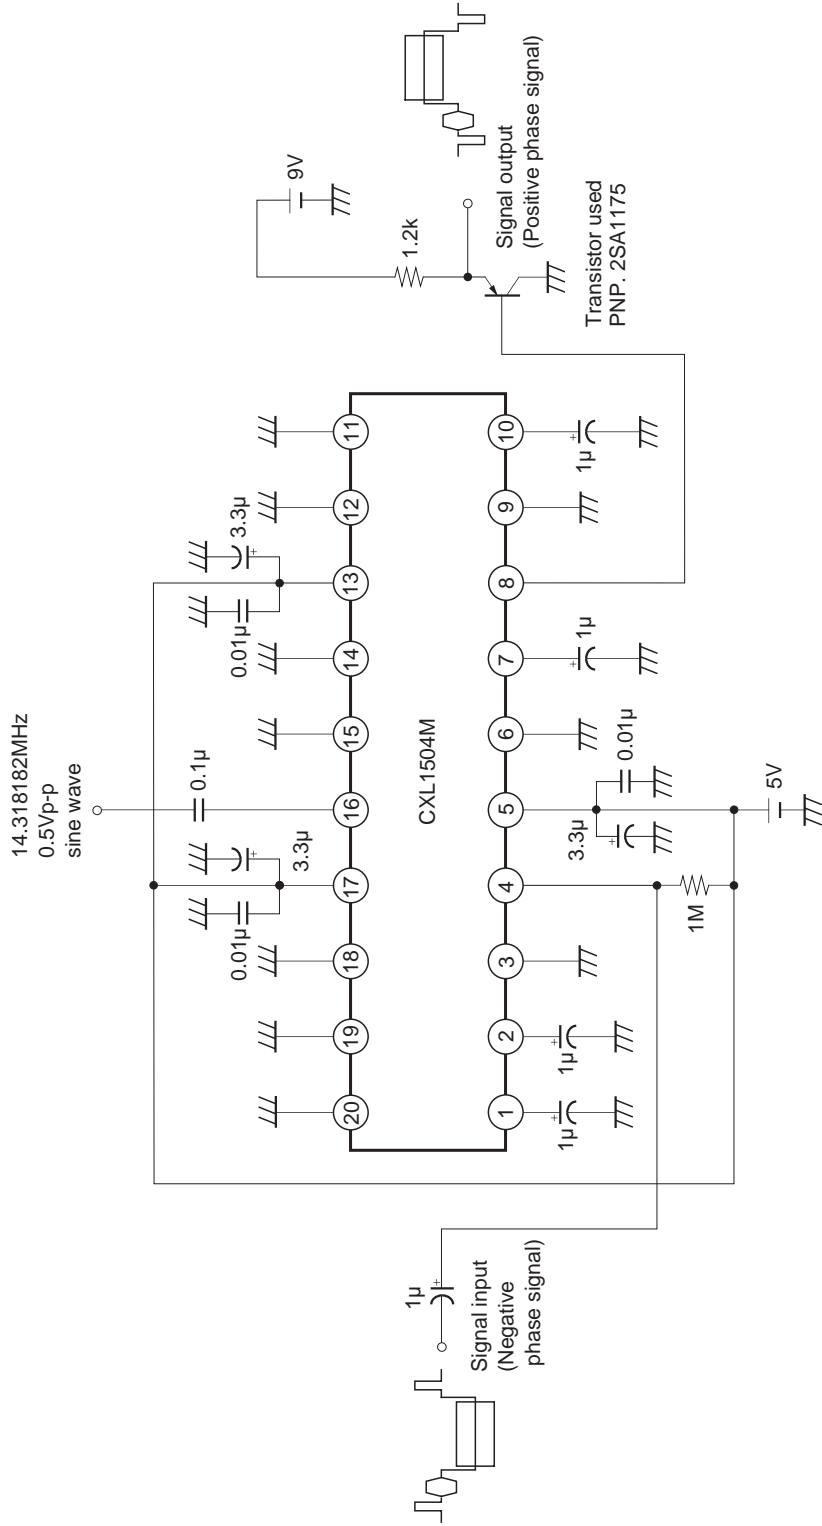 14.318182MHz
0.5Vp-p
sine wave
0.1μ
9V
1.2k
Signal output
(Positive phase signal)
Transistor used
PNP. 2SA1175
0.01μ
3.3μ
0.01μ
3.3μ
20
19
18
17
16
15
14
13
12
11
CXL1504M
1
2
3
4
5
6
7
8
9
10
1μ
1μ
3.3μ
0.01μ
1μ
1μ
1M
5V
1μ
Signal input
(Negative
phase signal)